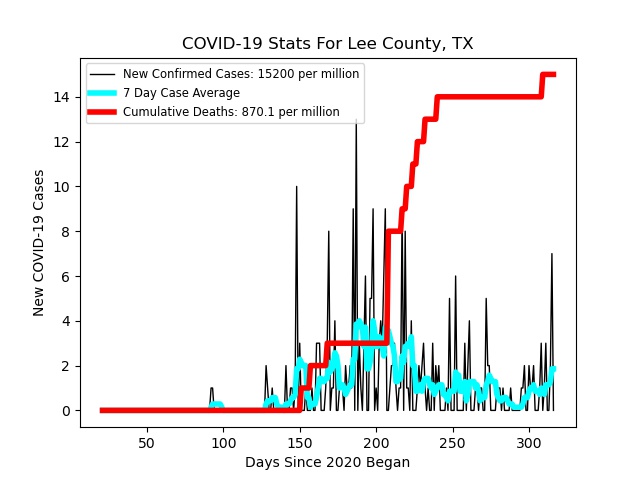 COVID-19 Stats For Lee County, TX
New Confirmed Cases: 15200 per million
7 Day Case Average
Cumulative Deaths: 870.1 per million
New COVID-19 Cases
14
12
10
8
6
4
2
0
50 100 150 200 250 300
Days Since 2020 Began